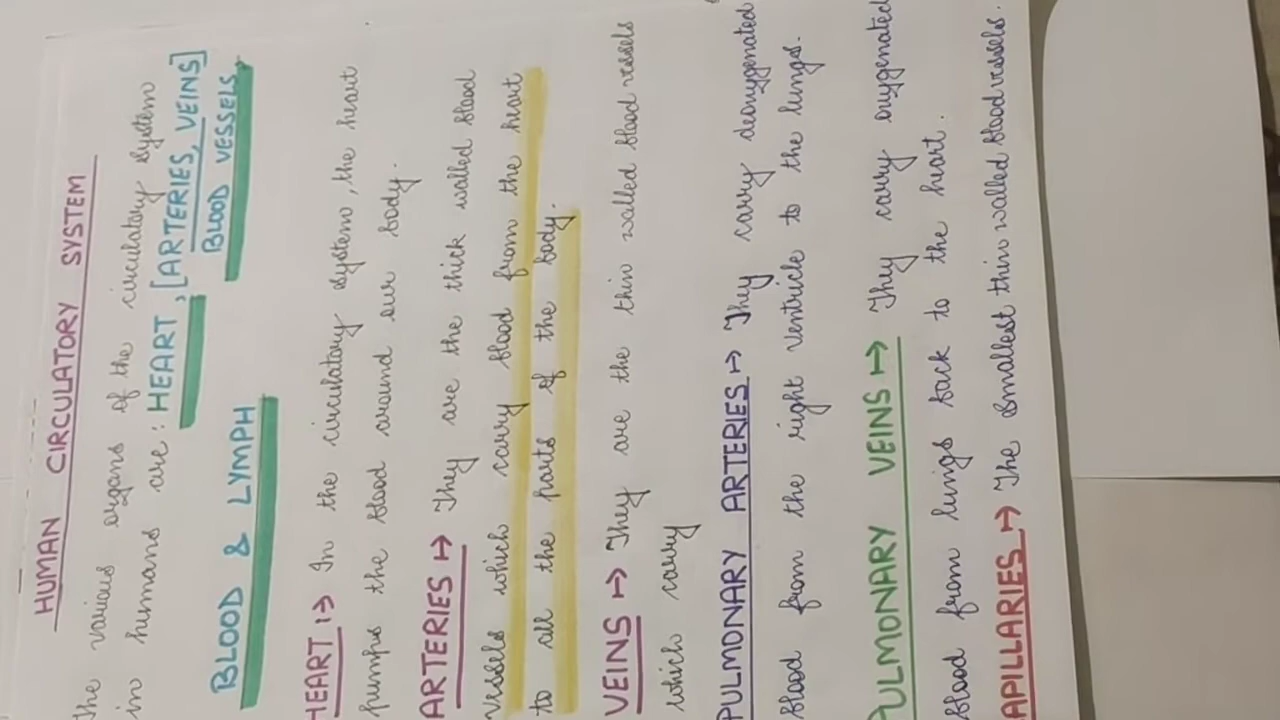 HUMAN CIRCULATORY SYSTEM
The various organs of the circulatory system
in humans are: HEART, [ARTERIES, VEINS]
BLOOD VESSELS,
BLOOD & LYMPH
HEART :→ In the circulatory system, the heart
pumps the blood around our body.
ARTERIES → They are the thick walled blood
vessels which carry blood from the heart
to all the parts of the body.
VEINS → They are the thin walled blood vessels
which carry
PULMONARY ARTERIES → They carry deoxygenated
blood from the right ventricle to the lungs.
PULMONARY VEINS → They carry oxygenated
blood from lungs back to the heart.
APILLARIES → The smallest thin walled blood vessels.